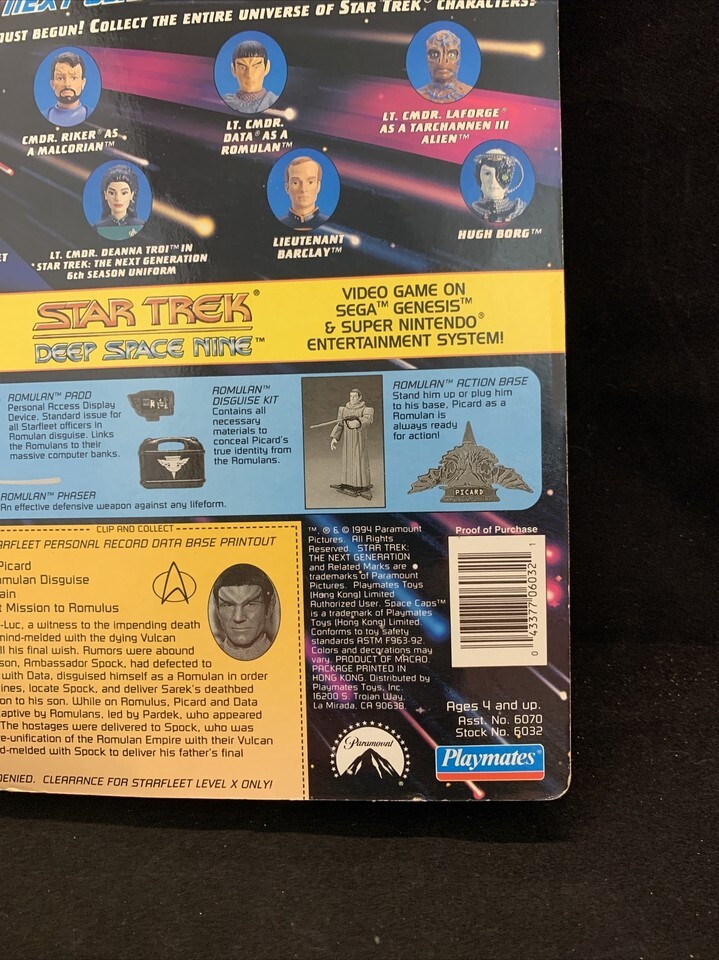 JUST BEGUN! COLLECT THE ENTIRE UNIVERSE OF STAR TREK® CHARACTERS!
CMDR. RIKER® AS
A MALCORIAN™
LT. CMDR.
DATA® AS A
ROMULAN™
LT. CMDR. LAFORGE®
AS A TARCHANNEN III
ALIEN™
LT. CMDR. DEANNA TROI™ IN
STAR TREK: THE NEXT GENERATION
6th SEASON UNIFORM
LIEUTENANT
BARCLAY™
HUGH BORG™
STAR TREK®
DEEP SPACE NINE™
VIDEO GAME ON
SEGA™ GENESIS™
& SUPER NINTENDO®
ENTERTAINMENT SYSTEM!
ROMULAN™ PADD
Personal Access Display
Device. Standard issue for
all Starfleet officers in
Romulan disguise. Links
the Romulans to their
massive computer banks.
ROMULAN™
DISGUISE KIT
Contains all
necessary
materials to
conceal Picard's
true identity from
the Romulans.
ROMULAN™ ACTION BASE
Stand him up or plug him
to his base, Picard as a
Romulan is
always ready
for action!
PICARD
ROMULAN™ PHASER
An effective defensive weapon against any lifeform.
CLIP AND COLLECT
ARFLEET PERSONAL RECORD DATA BASE PRINTOUT
Picard
omulan Disguise
ain
t Mission to Romulus
-Luc, a witness to the impending death
mind-melded with the dying Vulcan
ll his final wish. Rumors were abound
son, Ambassador Spock, had defected to
with Data, disguised himself as a Romulan in order
ines, locate Spock, and deliver Sarek's deathbed
on to his son. While on Romulus, Picard and Data
aptive by Romulans, led by Pardek, who appeared
The hostages were delivered to Spock, who was
e-unification of the Romulan Empire with their Vulcan
d-melded with Spock to deliver his father's final
DENIED. CLEARANCE FOR STARFLEET LEVEL X ONLY!
™, ® & © 1994 Paramount
Pictures. All Rights
Reserved. STAR TREK:
THE NEXT GENERATION
and Related Marks are
trademarks of Paramount
Pictures. Playmates Toys
(Hong Kong) Limited
Authorized User. Space Caps™
is a trademark of Playmates
Toys (Hong Kong) Limited.
Conforms to toy safety
standards ASTM F963-92.
Colors and decorations may
vary. PRODUCT OF MACAO.
PACKAGE PRINTED IN
HONG KONG. Distributed by
Playmates Toys, Inc.
16200 S. Trojan Way,
La Mirada, CA 90638.
Paramount
Proof of Purchase
0 43377 06032 1
Ages 4 and up.
Asst. No. 6070
Stock No. 6032
Playmates®